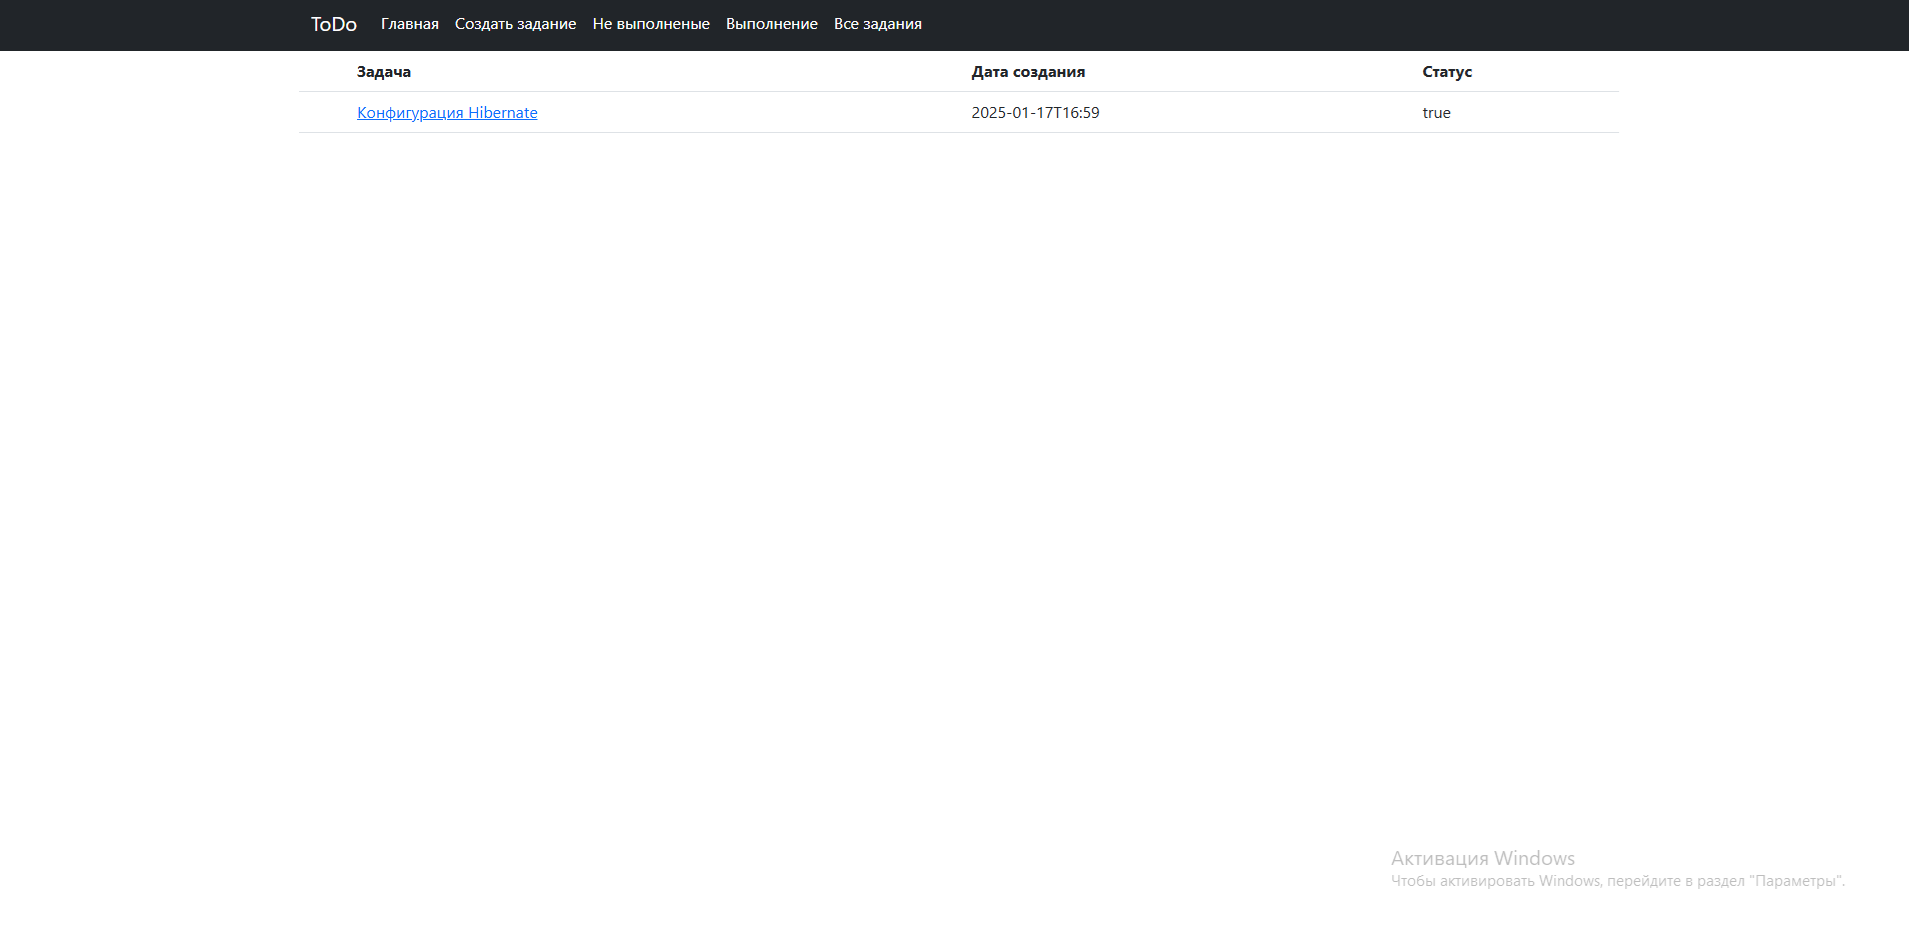 ToDo Главная Создать задание Не выполненые Выполнение Все задания
Задача Дата создания Статус
Конфигурация Hibernate 2025-01-17T16:59 true
Активация Windows
Чтобы активировать Windows, перейдите в раздел "Параметры".